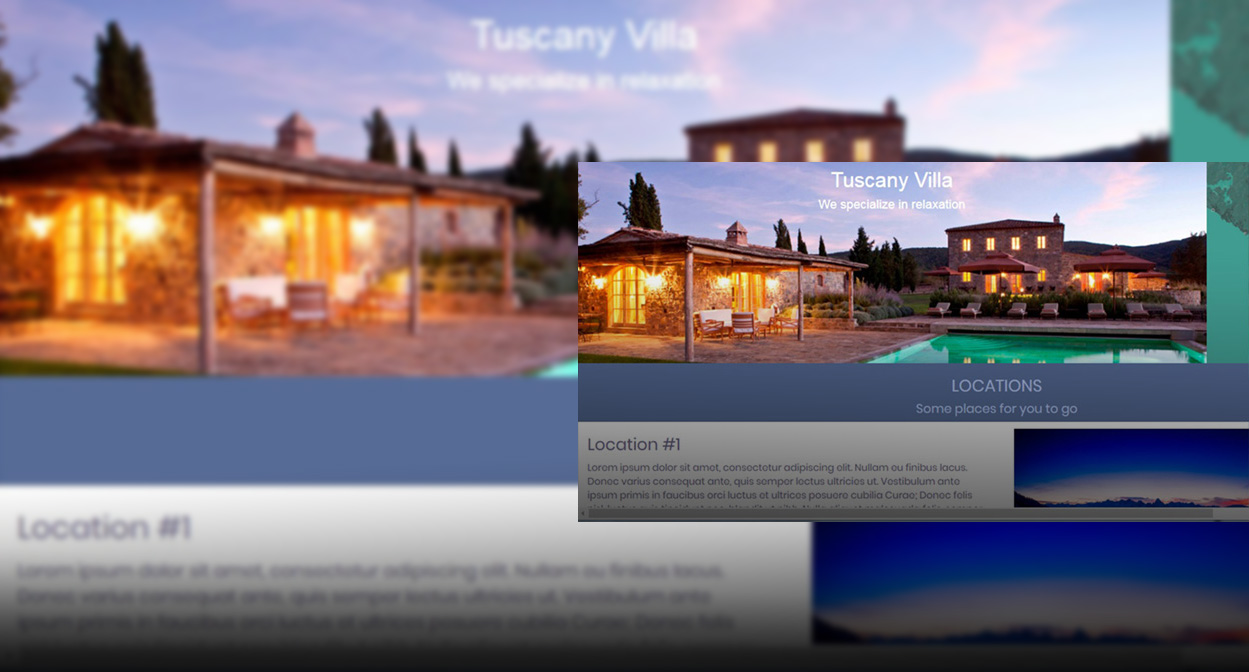 Tuscany Villa
We specialize in relaxation
Tuscany Villa
We specialize in relaxation
LOCATIONS
Some places for you to go
Location #1
Lorem ipsum dolor sit amet, consectetur adipiscing elit. Nullam eu finibus lacus.
Donec varius consequat ante, quis semper lectus ultricies ut. Vestibulum ante
ipsum primis in faucibus orci luctus et ultrices posuere cubilia Curae; Donec felis
Location #1
Lorem ipsum dolor sit amet, consectetur adipiscing elit. Nullam eu finibus lacus.
Donec varius consequat ante, quis semper lectus ultricies ut. Vestibulum ante
ipsum primis in faucibus orci luctus et ultrices posuere cubilia Curae; Donec felis